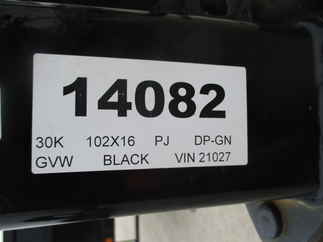 14082
30K 102X16 PJ DP-GN
GVW BLACK VIN 21027